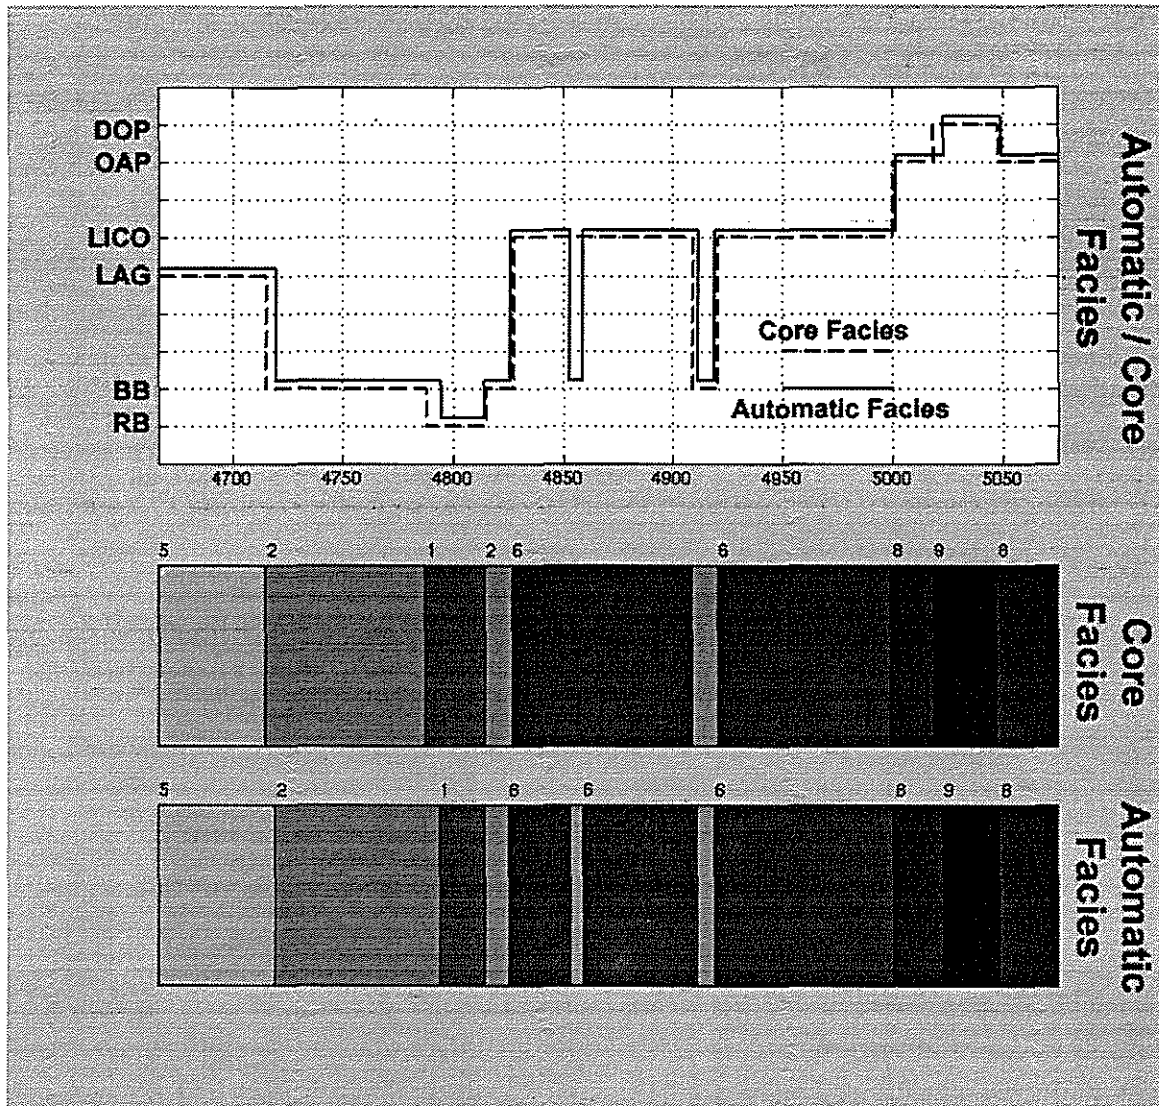 DOP
OAP
LICO
LAG
BB
RB
Core Facies
Automatic Facies
4700 4750 4800 4850 4900 4950 5000 5050
Automatic / Core
Facies
5 2 1 2 6 6 8 9 8
Core
Facies
5 2 1 6 6 6 8 9 8
Automatic
Facies